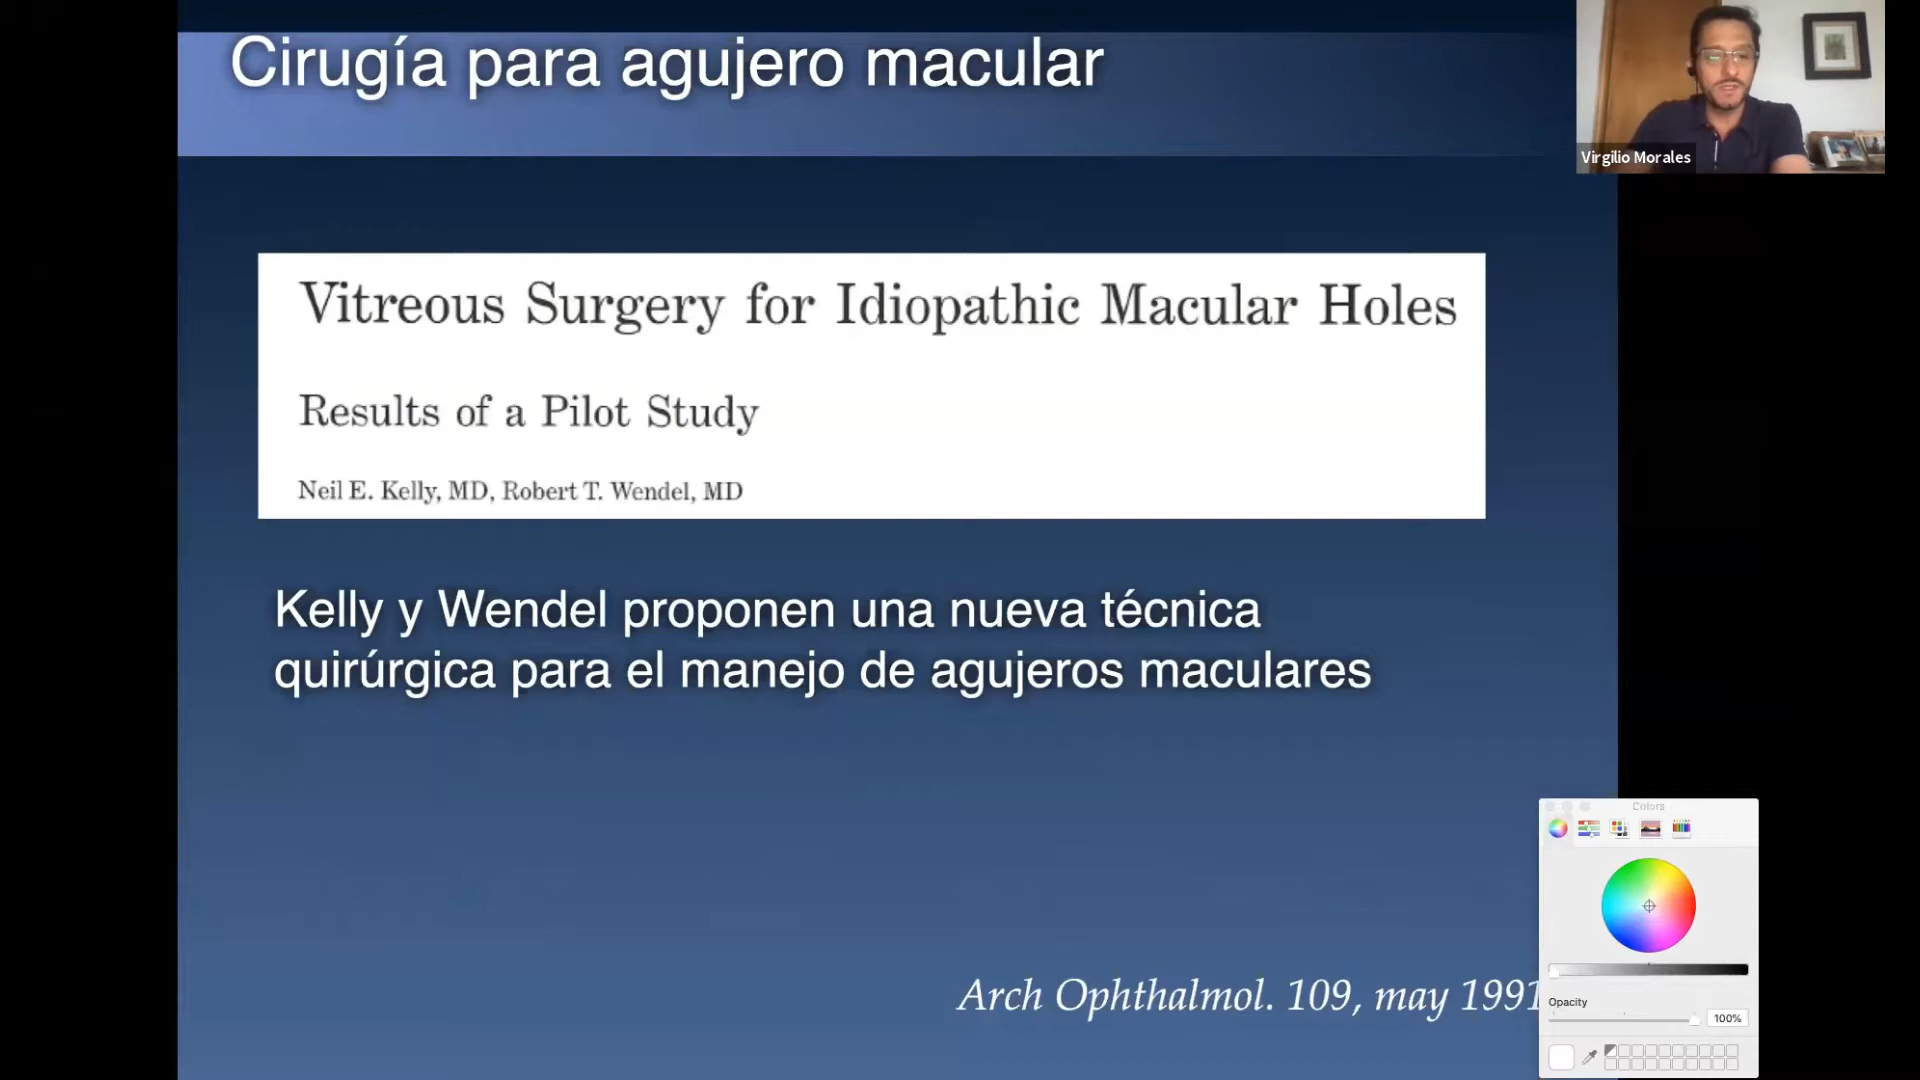 Cirugía para agujero macular
Virgilio Morales
Vitreous Surgery for Idiopathic Macular Holes
Results of a Pilot Study
Neil E. Kelly, MD, Robert T. Wendel, MD
Kelly y Wendel proponen una nueva técnica
quirúrgica para el manejo de agujeros maculares
Arch Ophthalmol. 109, may 1991
Colors
Opacity
100%